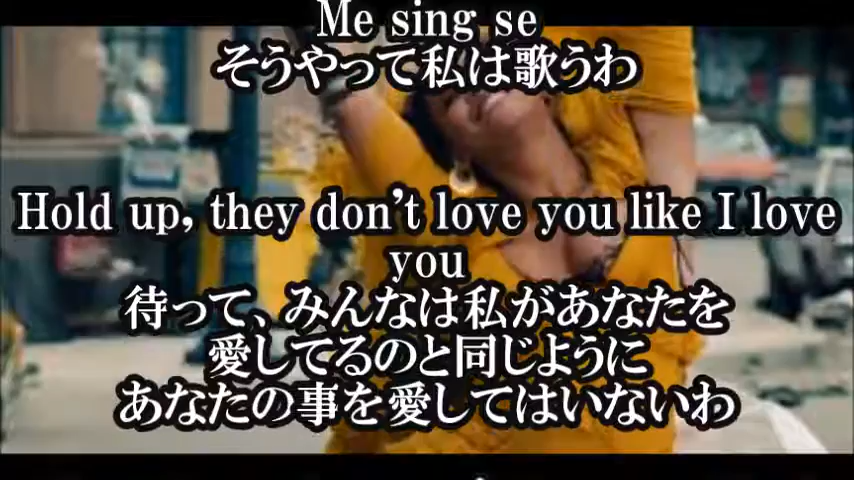 Me sing se
そうやって私は歌うわ
Hold up, they don't love you like I love
you
待って、みんなは私があなたを
愛してるのと同じように
あなたの事を愛してはいないわ